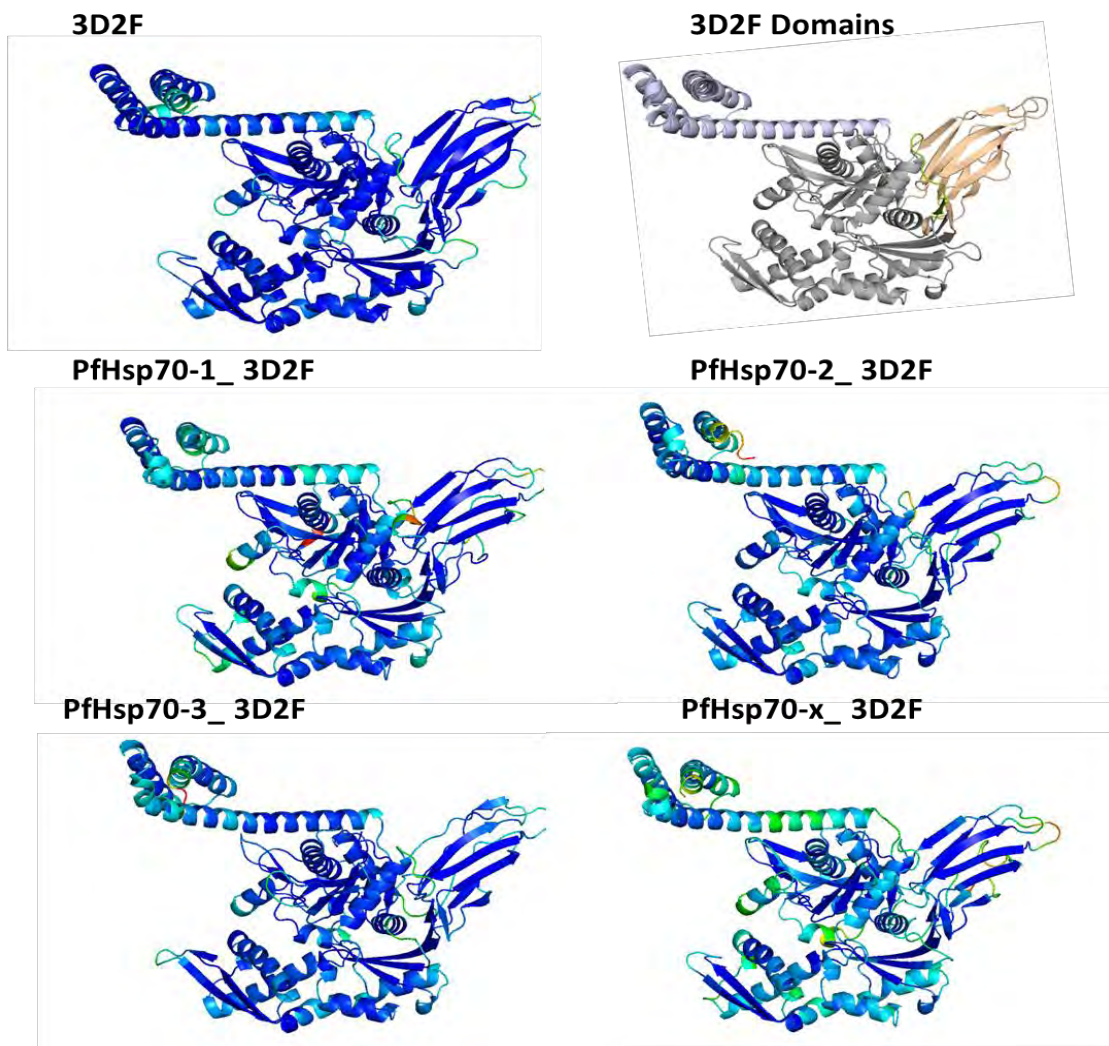 3D2F
3D2F Domains
PfHsp70-1_ 3D2F
PfHsp70-2_ 3D2F
PfHsp70-3_ 3D2F
PfHsp70-x_ 3D2F